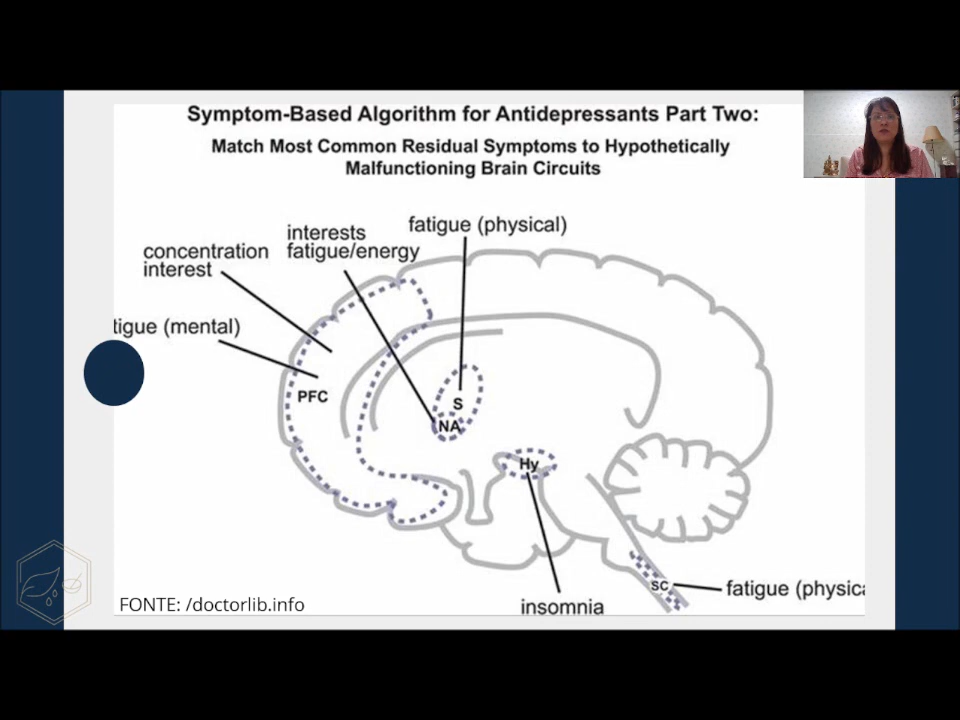 Symptom-Based Algorithm for Antidepressants Part Two:
Match Most Common Residual Symptoms to Hypothetically
Malfunctioning Brain Circuits
fatigue (physical)
interests
fatigue/energy
concentration
interest
tigue (mental)
PFC
S
NA
Hy
SC
fatigue (physica
insomnia
FONTE: /doctorlib.info